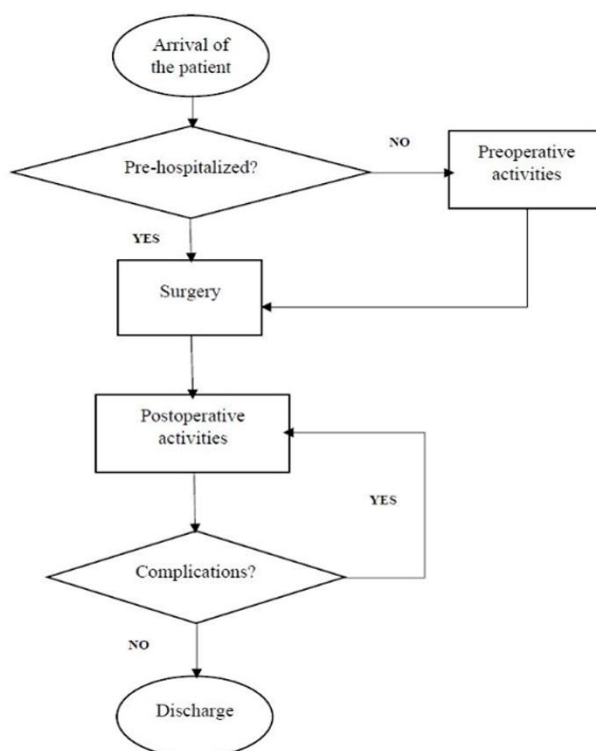 Arrival of
the patient
Pre-hospitalized?
NO
Preoperative
activities
YES
Surgery
Postoperative
activities
YES
Complications?
NO
Discharge